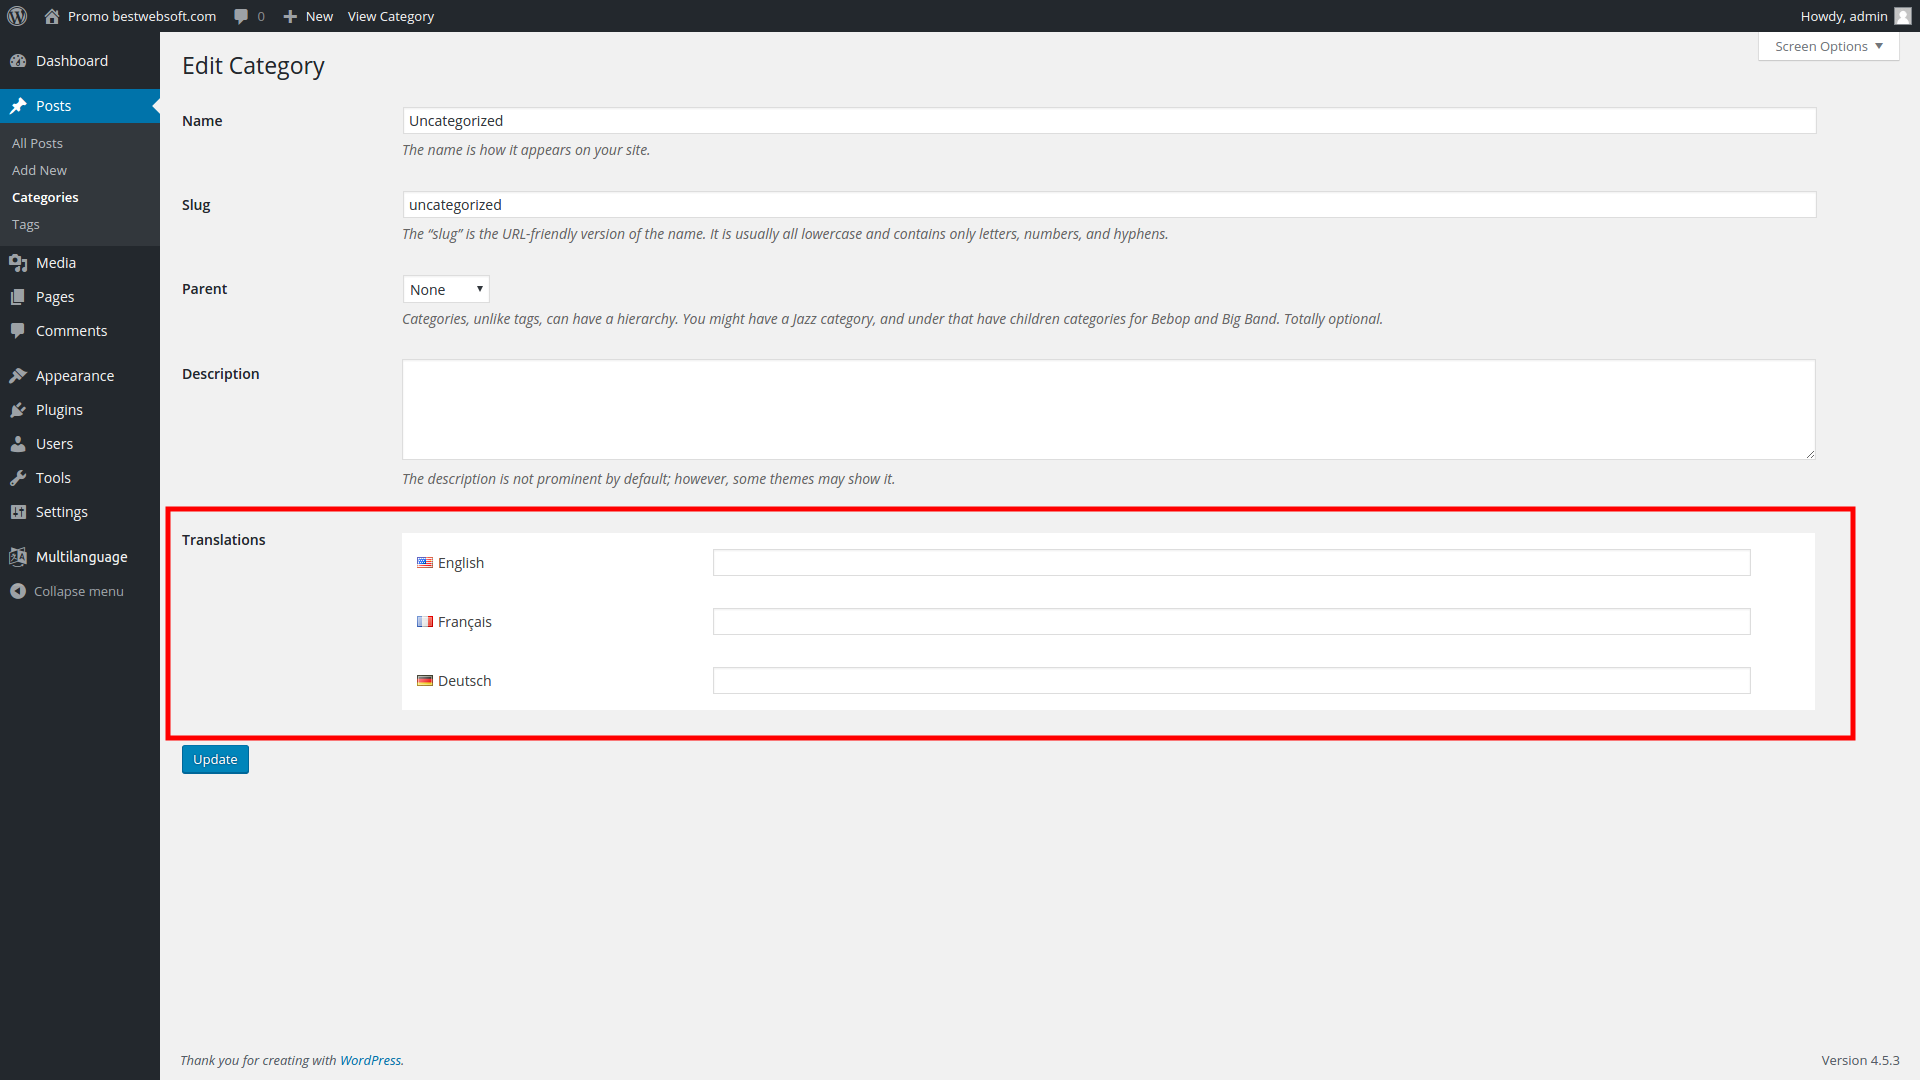 Promo bestwebsoft.com 0 New View Category Howdy, admin
Screen Options
Dashboard
Posts
All Posts
Add New
Categories
Tags
Media
Pages
Comments
Appearance
Plugins
Users
Tools
Settings
Multilanguage
Collapse menu
Edit Category
Name Uncategorized
The name is how it appears on your site.
Slug uncategorized
The “slug” is the URL-friendly version of the name. It is usually all lowercase and contains only letters, numbers, and hyphens.
Parent None
Categories, unlike tags, can have a hierarchy. You might have a Jazz category, and under that have children categories for Bebop and Big Band. Totally optional.
Description
The description is not prominent by default; however, some themes may show it.
Translations
English
Français
Deutsch
Update
Thank you for creating with WordPress. Version 4.5.3